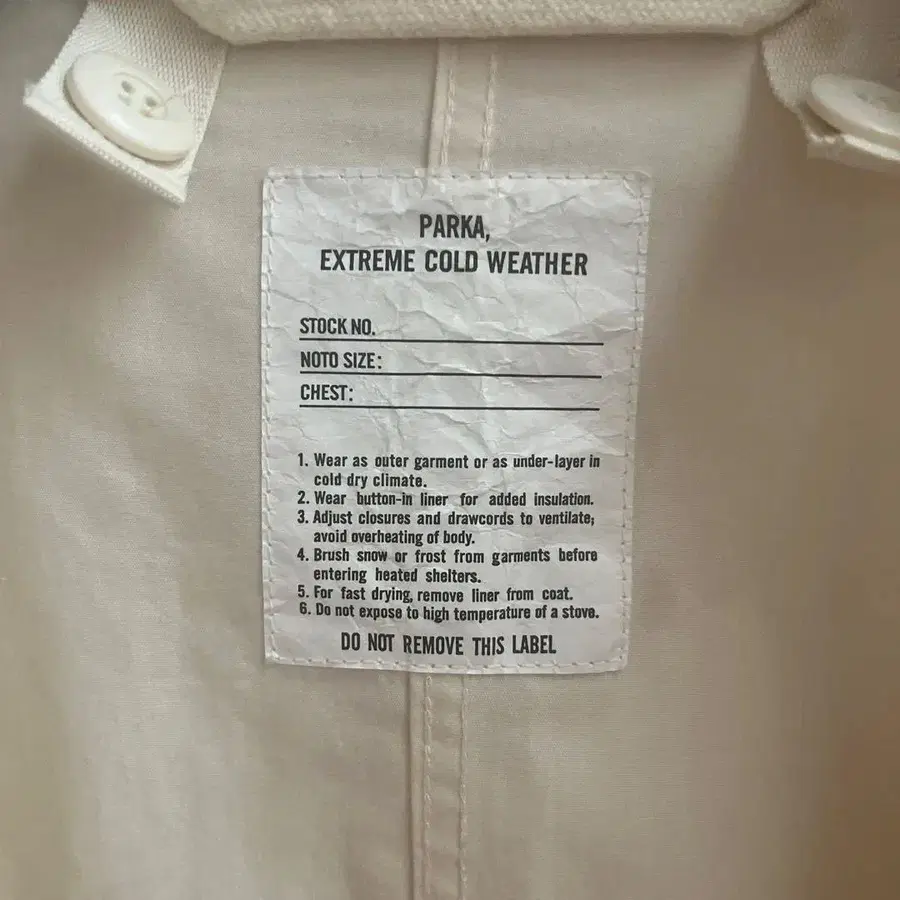 PARKA,
EXTREME COLD WEATHER
STOCK NO.
NOTO SIZE:
CHEST:
1. Wear as outer garment or as under-layer in
cold dry climate.
2. Wear button-in liner for added insulation.
3. Adjust closures and drawcords to ventilate;
avoid overheating of body.
4. Brush snow or frost from garments before
entering heated shelters.
5. For fast drying, remove liner from coat.
6. Do not expose to high temperature of a stove.
DO NOT REMOVE THIS LABEL